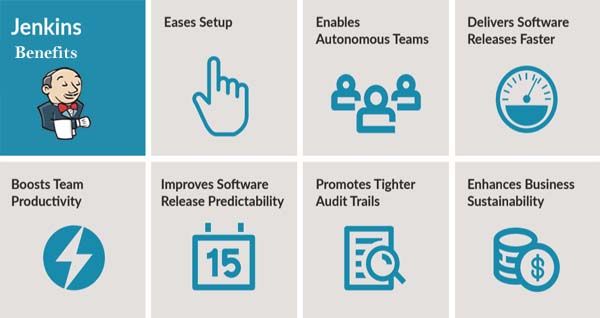 Jenkins
Benefits
Eases Setup
Enables
Autonomous Teams
Delivers Software
Releases Faster
Boosts Team
Productivity
Improves Software
Release Predictability
15
Promotes Tighter
Audit Trails
Enhances Business
Sustainability
$